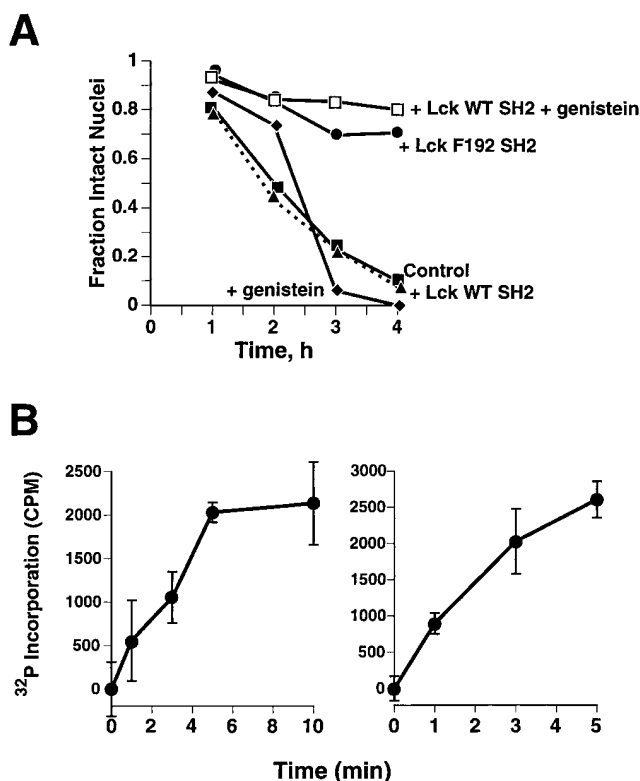 A
Fraction Intact Nuclei
1
0.8
0.6
0.4
0.2
0
+ Lck WT SH2 + genistein
+ Lck F192 SH2
Control
+ genistein
+ Lck WT SH2
0 1 2 3 4
Time, h
B
32P Incorporation (CPM)
2500
2000
1500
1000
500
0
0 2 4 6 8 10
3000
2500
2000
1500
1000
500
0
0 1 2 3 4 5
Time (min)